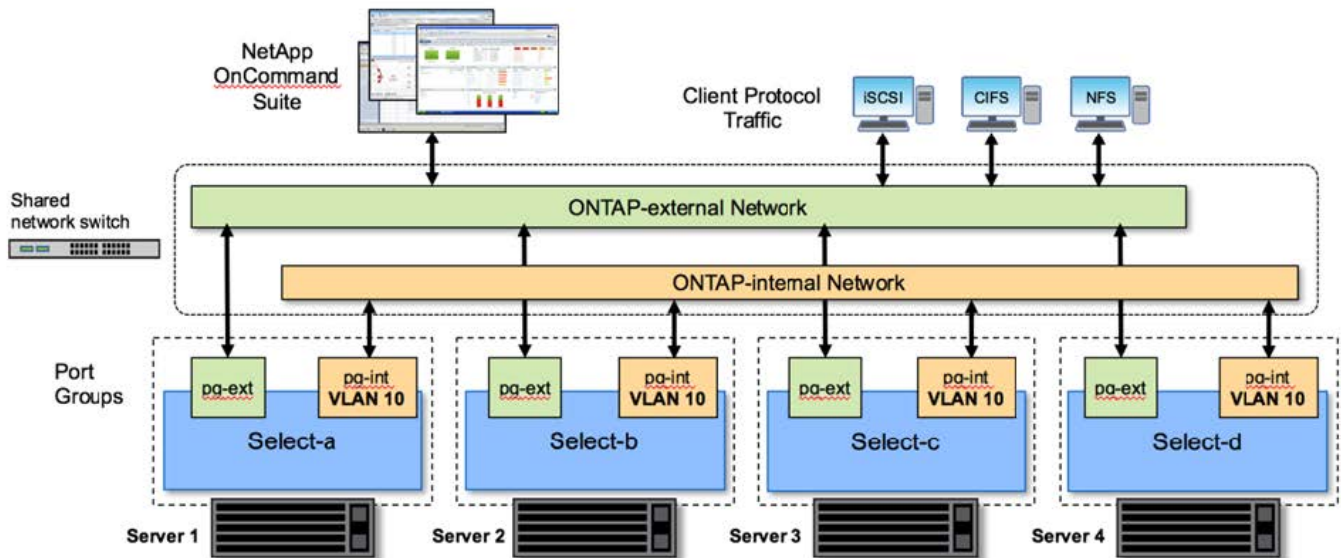 NetApp
OnCommand
Suite
Client Protocol
Traffic
iSCSI
CIFS
NFS
Shared
network switch
ONTAP-external Network
ONTAP-internal Network
Port
Groups
pg-ext
pg-int
VLAN 10
Select-a
pg-ext
pg-int
VLAN 10
Select-b
pg-ext
pg-int
VLAN 10
Select-c
pg-ext
pg-int
VLAN 10
Select-d
Server 1
Server 2
Server 3
Server 4